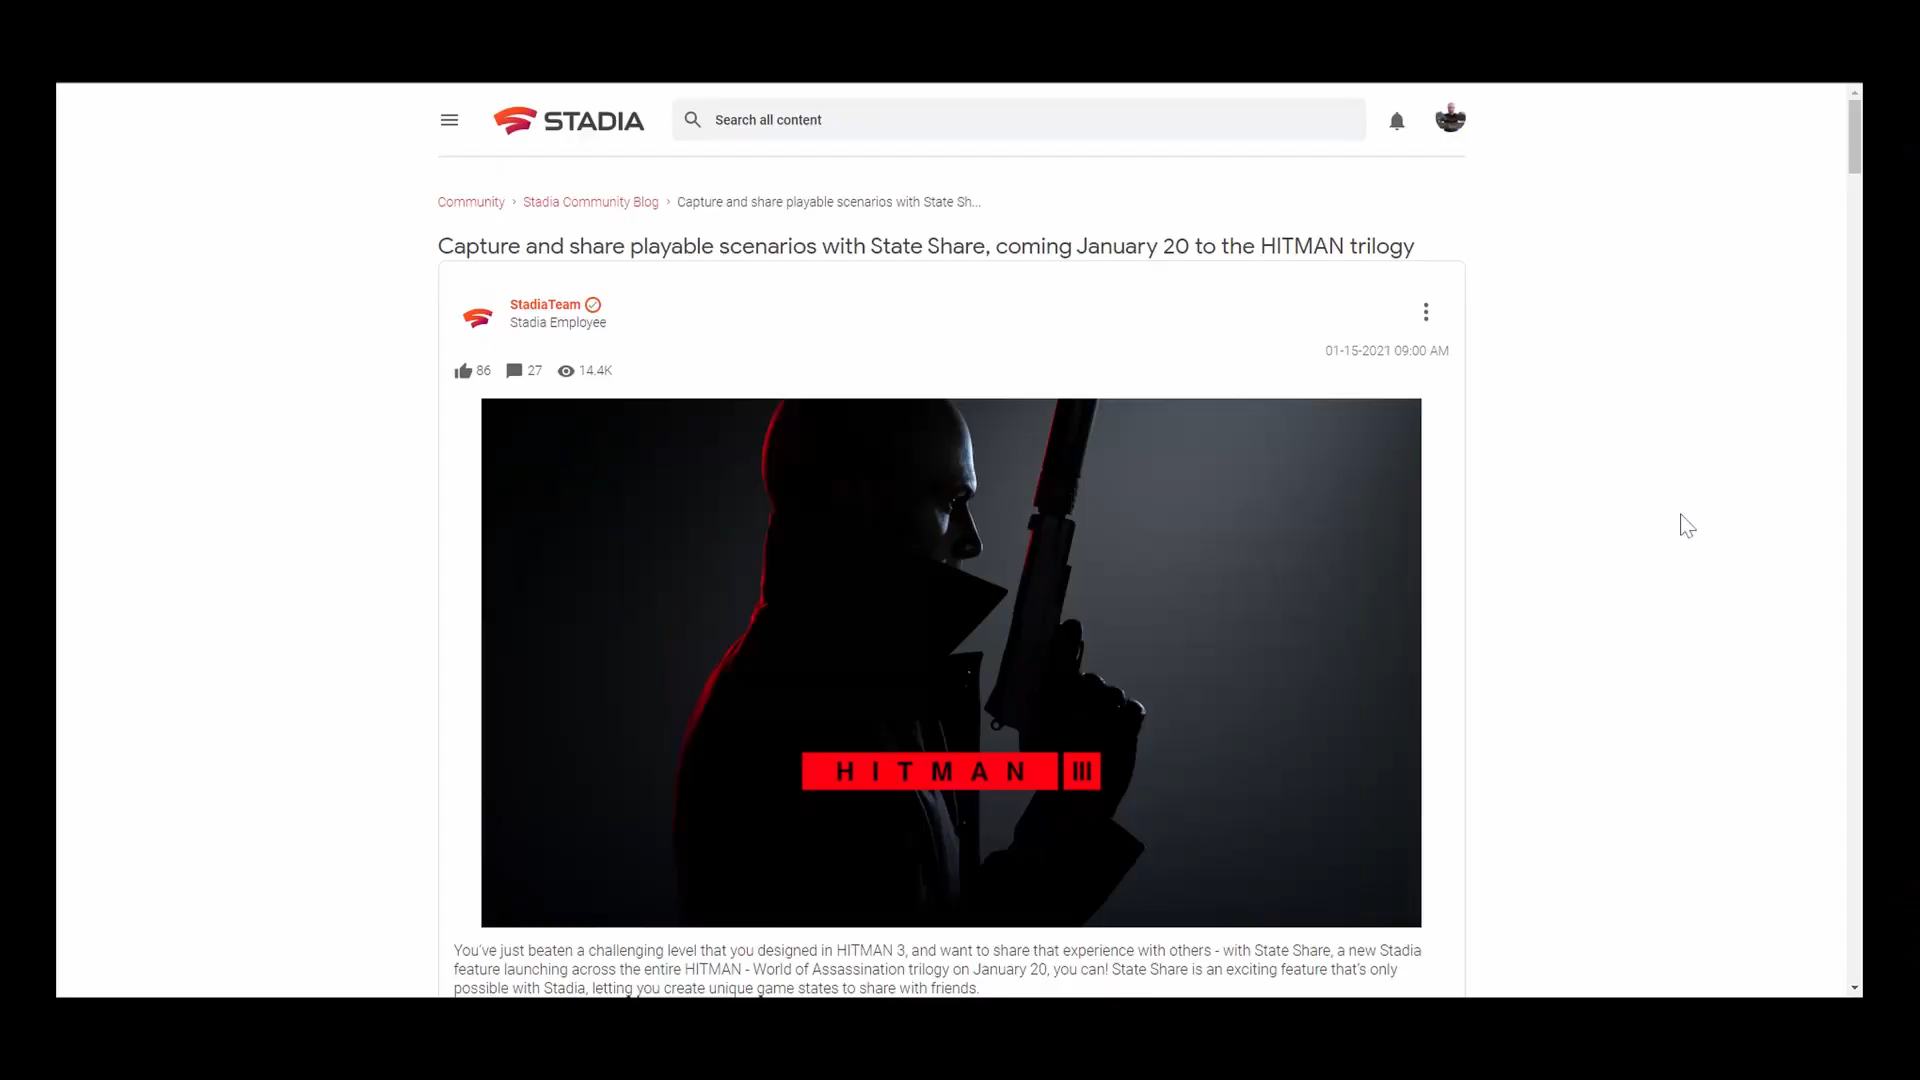 STADIA
Search all content
Community › Stadia Community Blog › Capture and share playable scenarios with State Sh...
Capture and share playable scenarios with State Share, coming January 20 to the HITMAN trilogy
StadiaTeam
Stadia Employee
01-15-2021 09:00 AM
86 27 14.4K
HITMAN III
You've just beaten a challenging level that you designed in HITMAN 3, and want to share that experience with others - with State Share, a new Stadia
feature launching across the entire HITMAN - World of Assassination trilogy on January 20, you can! State Share is an exciting feature that's only
possible with Stadia, letting you create unique game states to share with friends.